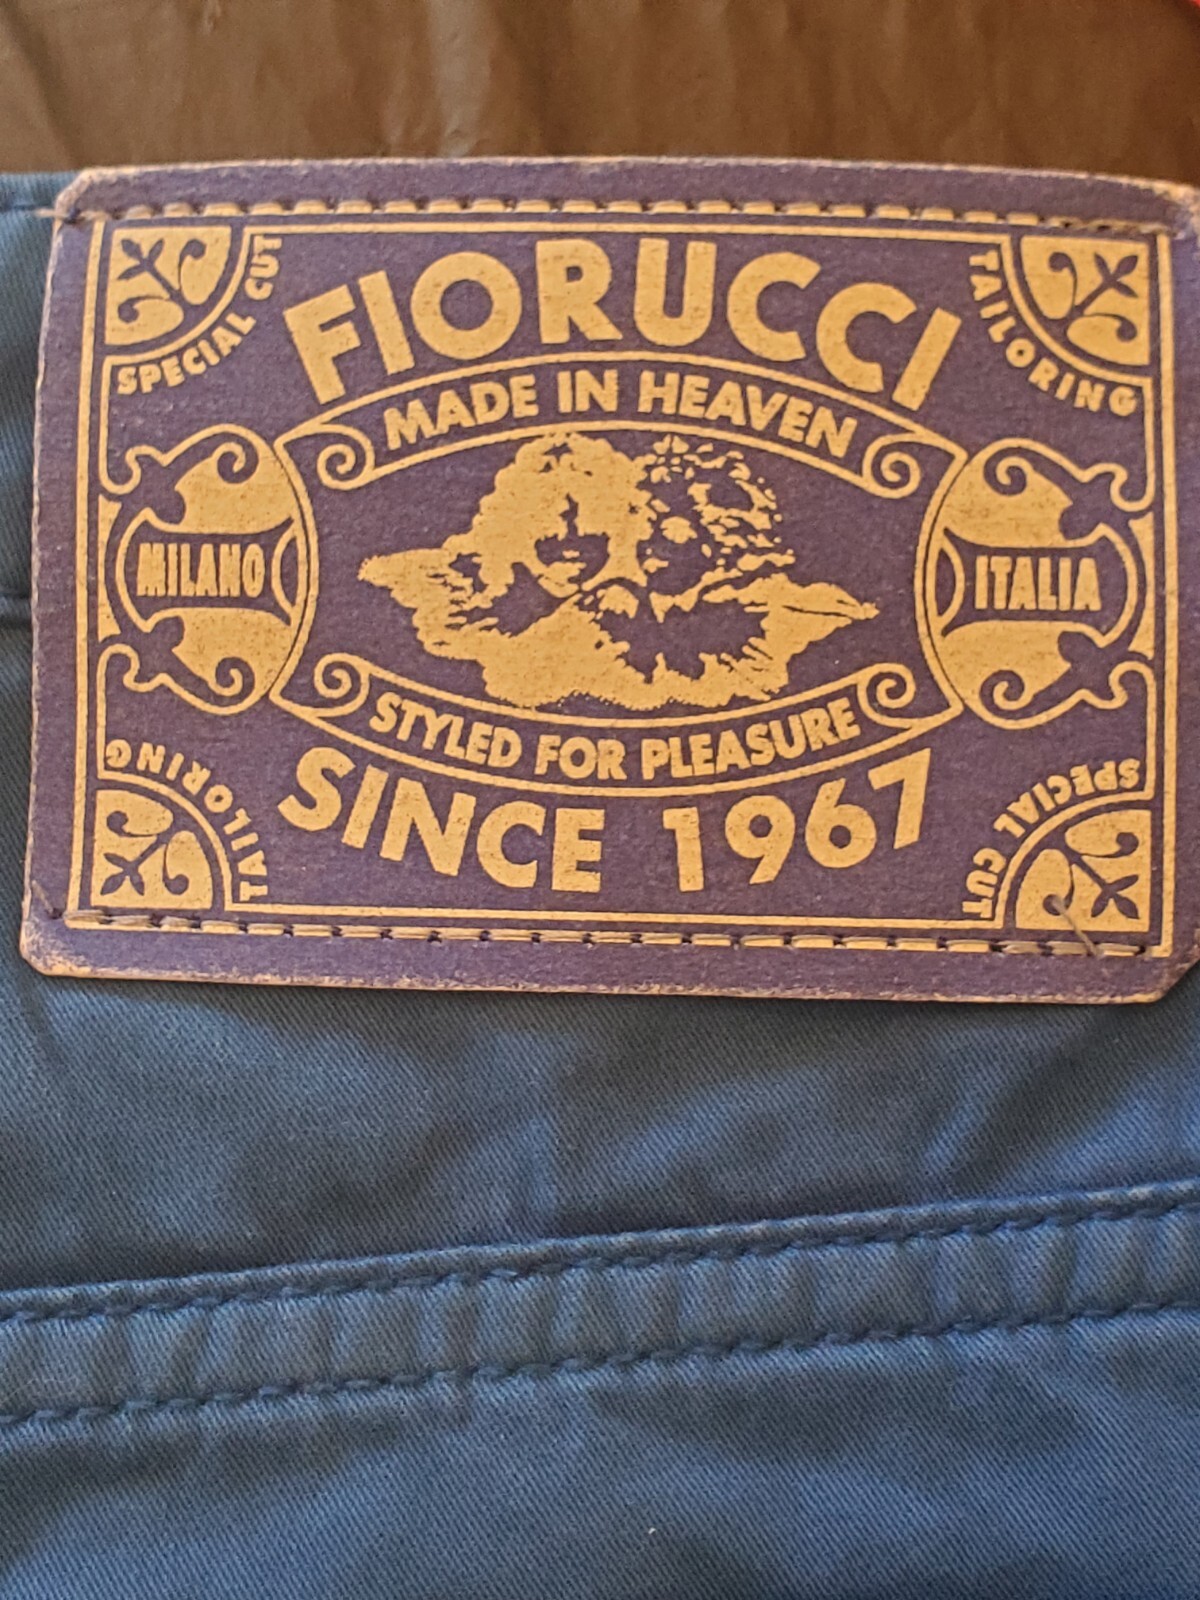 SPECIAL CUT
FIORUCCI
TAILORING
MADE IN HEAVEN
MILANO
ITALIA
STYLED FOR PLEASURE
SINCE 1967
TAILORING
SPECIAL CUT